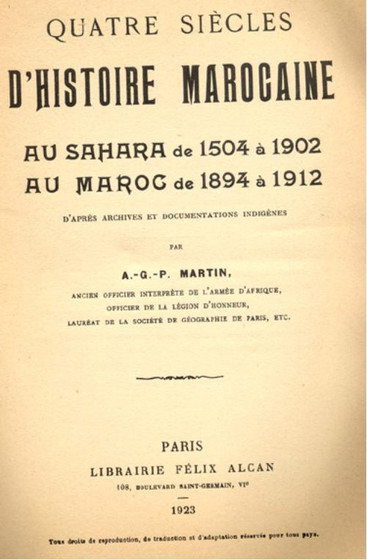 QUATRE SIÈCLES
D'HISTOIRE MAROCAINE
AU SAHARA de 1504 à 1902
AU MAROC de 1894 à 1912
D'APRÈS ARCHIVES ET DOCUMENTATIONS INDIGÈNES
PAR
A.-G.-P. MARTIN,
ANCIEN OFFICIER INTERPRÈTE DE L'ARMÉE D'AFRIQUE,
OFFICIER DE LA LÉGION D'HONNEUR,
LAURÉAT DE LA SOCIÉTÉ DE GÉOGRAPHIE DE PARIS, ETC.
PARIS
LIBRAIRIE FÉLIX ALCAN
108, BOULEVARD SAINT-GERMAIN, VIe
1923
Tous droits de reproduction, de traduction et d'adaptation réservés pour tous pays.